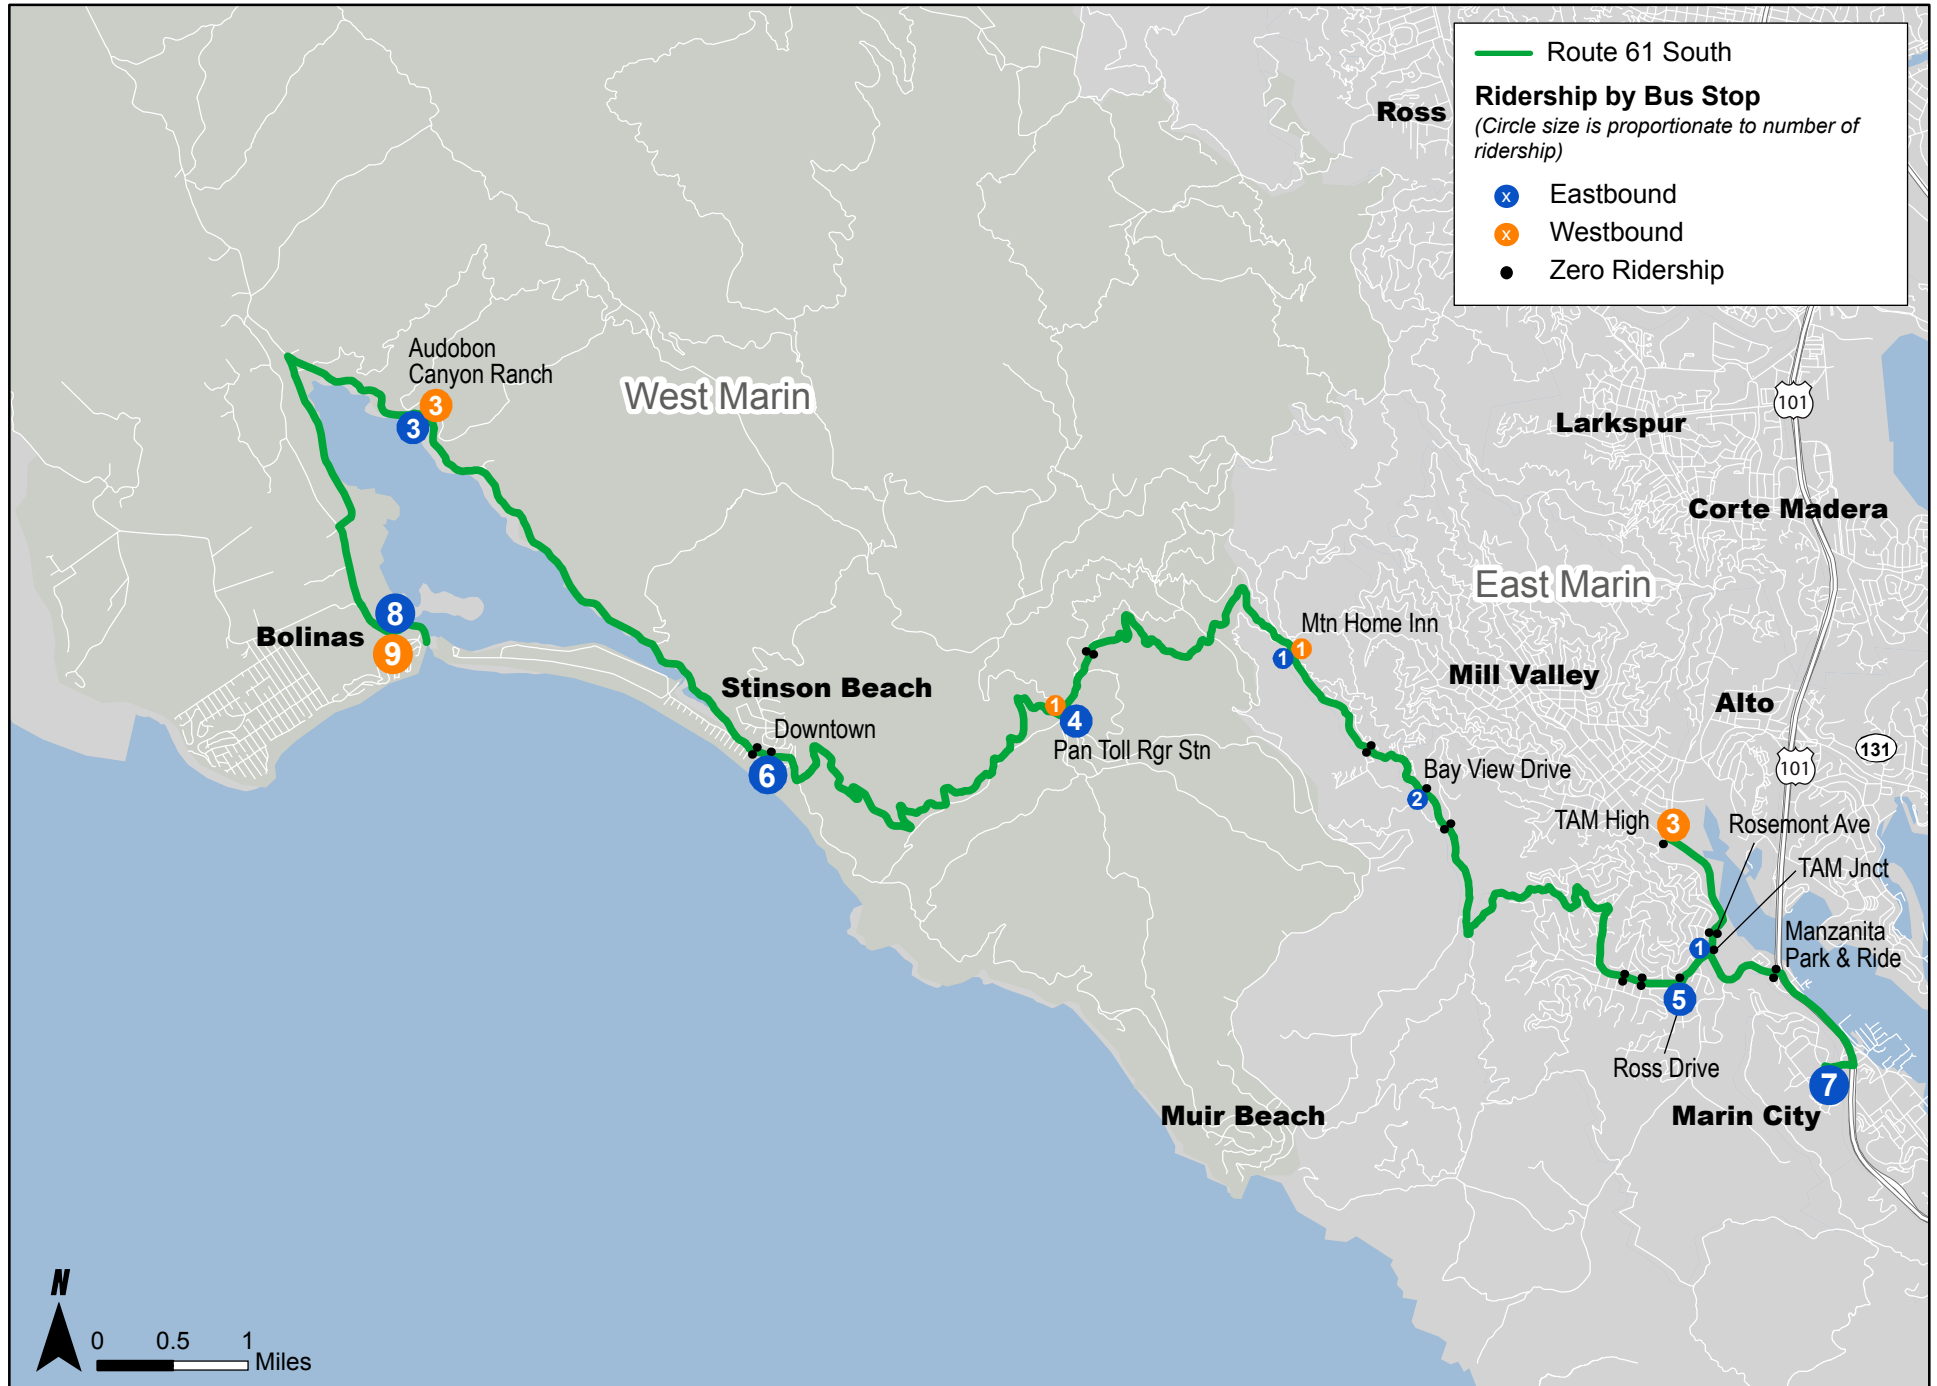 Route 61 South
Ridership by Bus Stop
(Circle size is proportionate to number of
ridership)
x Eastbound
x Westbound
Zero Ridership
Ross
Audobon
Canyon Ranch
3
3
West Marin
101
Larkspur
Corte Madera
East Marin
8
Bolinas
9
Mtn Home Inn
1
1
Stinson Beach
Mill Valley
Alto
1
4
Downtown
Pan Toll Rgr Stn
131
101
6
Bay View Drive
2
TAM High
3
Rosemont Ave
TAM Jnct
1
Manzanita
Park & Ride
5
Ross Drive
7
Muir Beach
Marin City
N
0 0.5 1
Miles